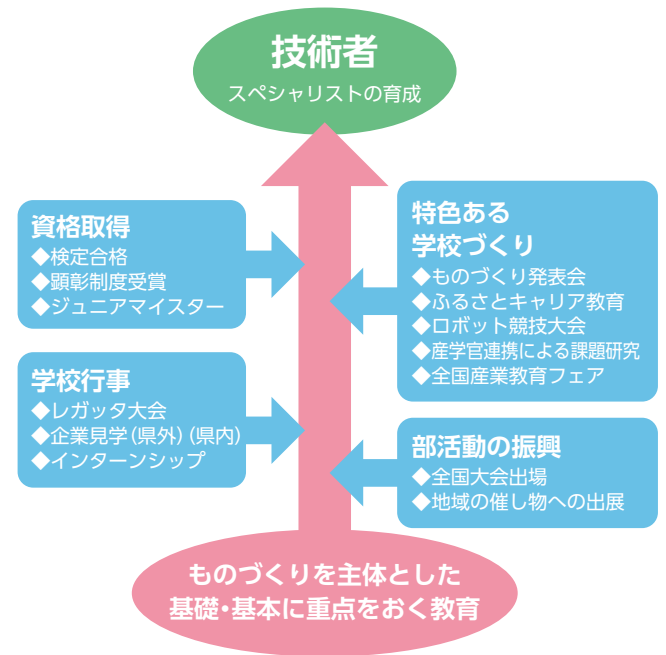 技術者
スペシャリストの育成
資格取得
◆検定合格
◆顕彰制度受賞
◆ジュニアマイスター
特色ある
学校づくり
◆ものづくり発表会
◆ふるさとキャリア教育
◆ロボット競技大会
◆産学官連携による課題研究
◆全国産業教育フェア
学校行事
◆レガッタ大会
◆企業見学(県外)(県内)
◆インターンシップ
部活動の振興
◆全国大会出場
◆地域の催し物への出展
ものづくりを主体とした
基礎・基本に重点をおく教育